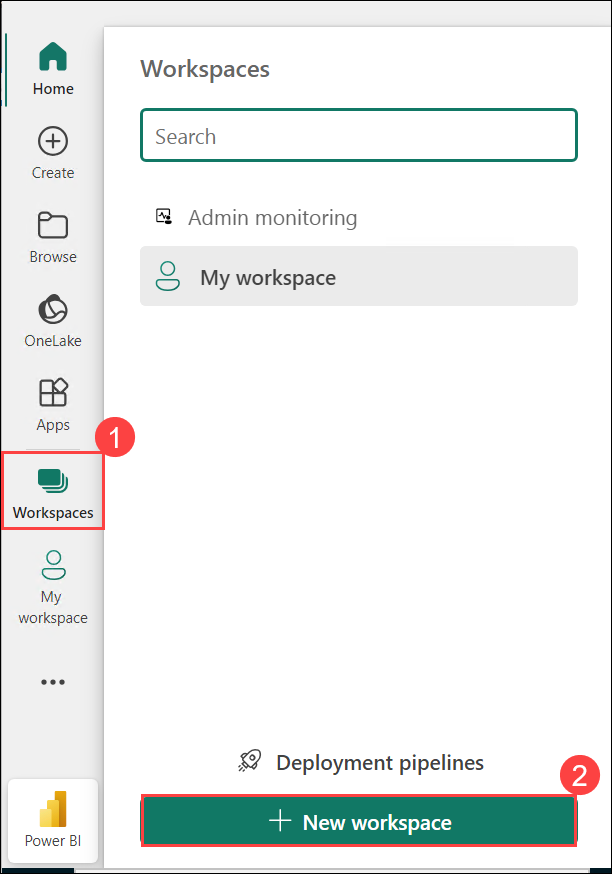 Home
Create
Browse
OneLake
Apps
1
Workspaces
My
workspace
Power BI
Workspaces
Search
Admin monitoring
My workspace
Deployment pipelines
2
New workspace